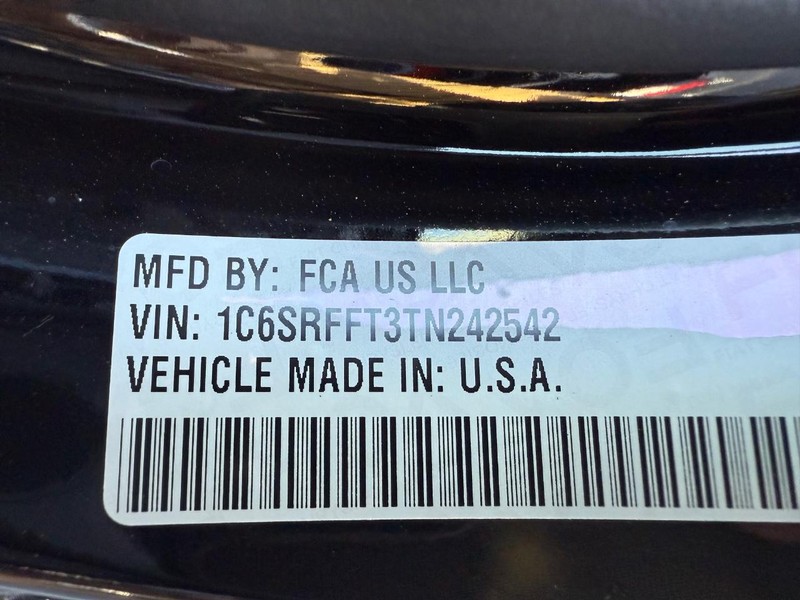 MFD BY: FCA US LLC
VIN: 1C6SRFFT3TN242542
VEHICLE MADE IN: U.S.A.